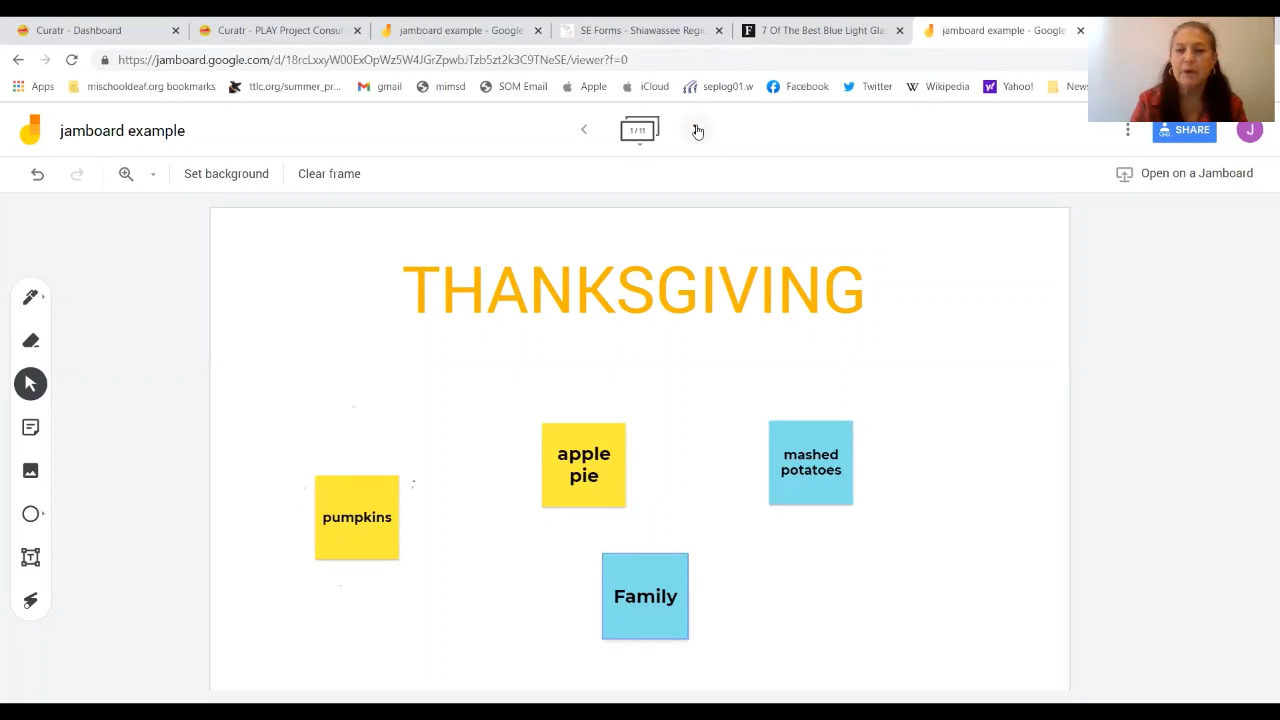 Curatr - Dashboard
Curatr - PLAY Project Consu
jamboard example - Google
SE Forms - Shiawassee Regi
7 Of The Best Blue Light Gla
jamboard example - Google
https://jamboard.google.com/d/18rcLxxyW00ExOpWz5W4JGrZpwbJTzb5zt2k3C9TNeSE/viewer?f=0
Apps mischooldeaf.org bookmarks ttlc.org/summer_pr... gmail mimsd SOM Email Apple iCloud seplog01.w Facebook Twitter Wikipedia Yahoo! News
jamboard example
1/11
SHARE
J
Set background
Clear frame
Open on a Jamboard
THANKSGIVING
apple
pie
mashed
potatoes
pumpkins
Family